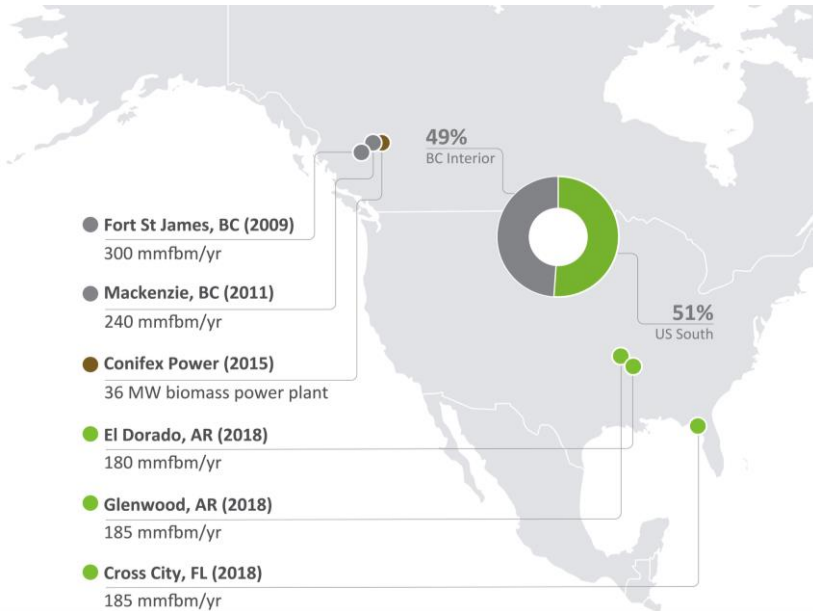 49%
BC Interior
Fort St James, BC (2009)
300 mmfbm/yr
Mackenzie, BC (2011)
240 mmfbm/yr
51%
US South
Conifex Power (2015)
36 MW biomass power plant
El Dorado, AR (2018)
180 mmfbm/yr
Glenwood, AR (2018)
185 mmfbm/yr
Cross City, FL (2018)
185 mmfbm/yr